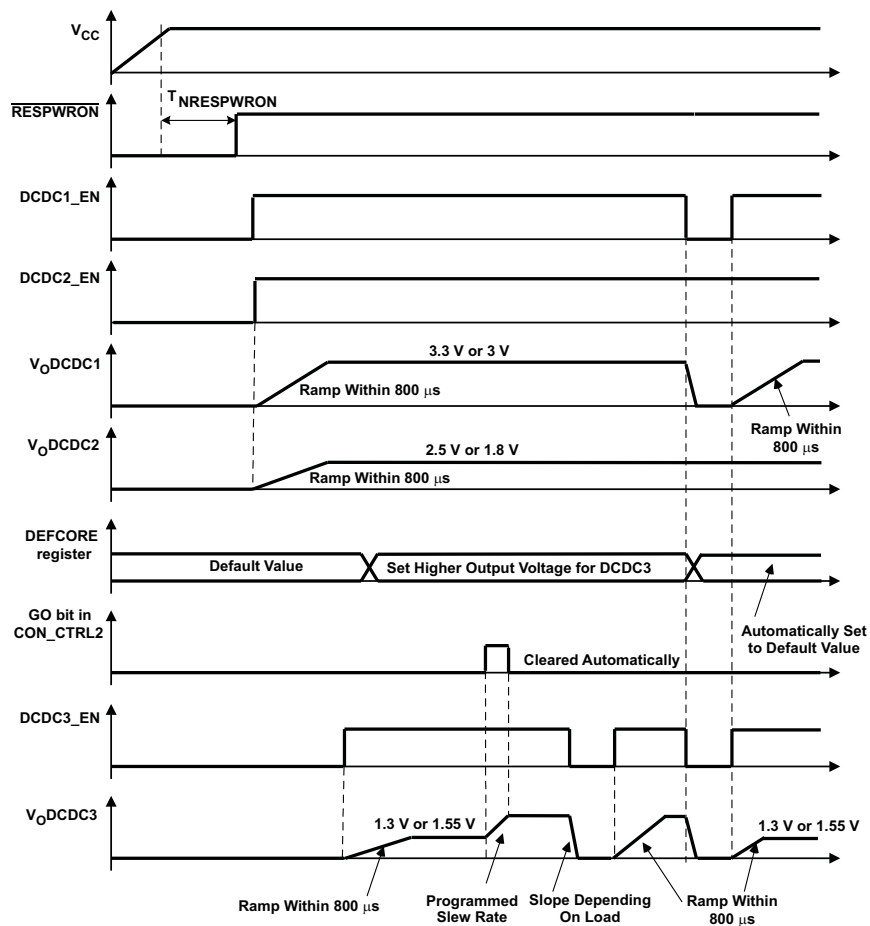 VCC
RESPWRON
TNRESPWRON
DCDC1_EN
DCDC2_EN
VODCDC1
3.3 V or 3 V
Ramp Within 800 μs
Ramp Within
800 μs
VODCDC2
2.5 V or 1.8 V
Ramp Within 800 μs
DEFCORE
register
Default Value
Set Higher Output Voltage for DCDC3
Automatically Set
to Default Value
GO bit in
CON_CTRL2
Cleared Automatically
DCDC3_EN
VODCDC3
1.3 V or 1.55 V
1.3 V or 1.55 V
Ramp Within 800 μs
Programmed
Slew Rate
Slope Depending
On Load
Ramp Within
800 μs